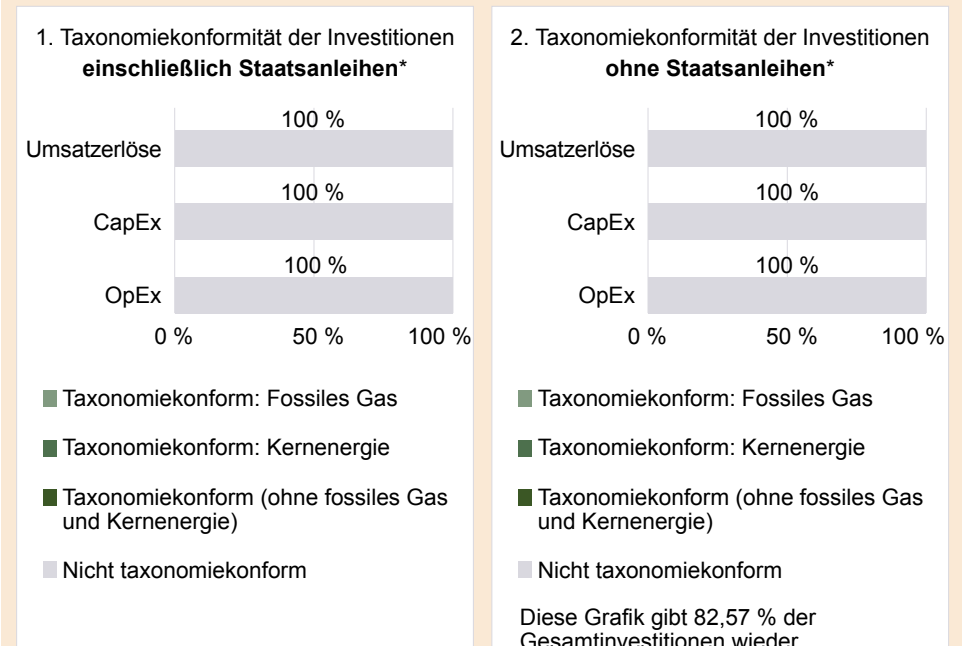 1. Taxonomiekonformität der Investitionen
einschließlich Staatsanleihen*
100 %
Umsatzerlöse
100 %
CapEx
100 %
OpEx
0 % 50 % 100 %
Taxonomiekonform: Fossiles Gas
Taxonomiekonform: Kernenergie
Taxonomiekonform (ohne fossiles Gas
und Kernenergie)
Nicht taxonomiekonform
2. Taxonomiekonformität der Investitionen
ohne Staatsanleihen*
100 %
Umsatzerlöse
100 %
CapEx
100 %
OpEx
0 % 50 % 100 %
Taxonomiekonform: Fossiles Gas
Taxonomiekonform: Kernenergie
Taxonomiekonform (ohne fossiles Gas
und Kernenergie)
Nicht taxonomiekonform
Diese Grafik gibt 82,57 % der
Gesamtinvestitionen wieder